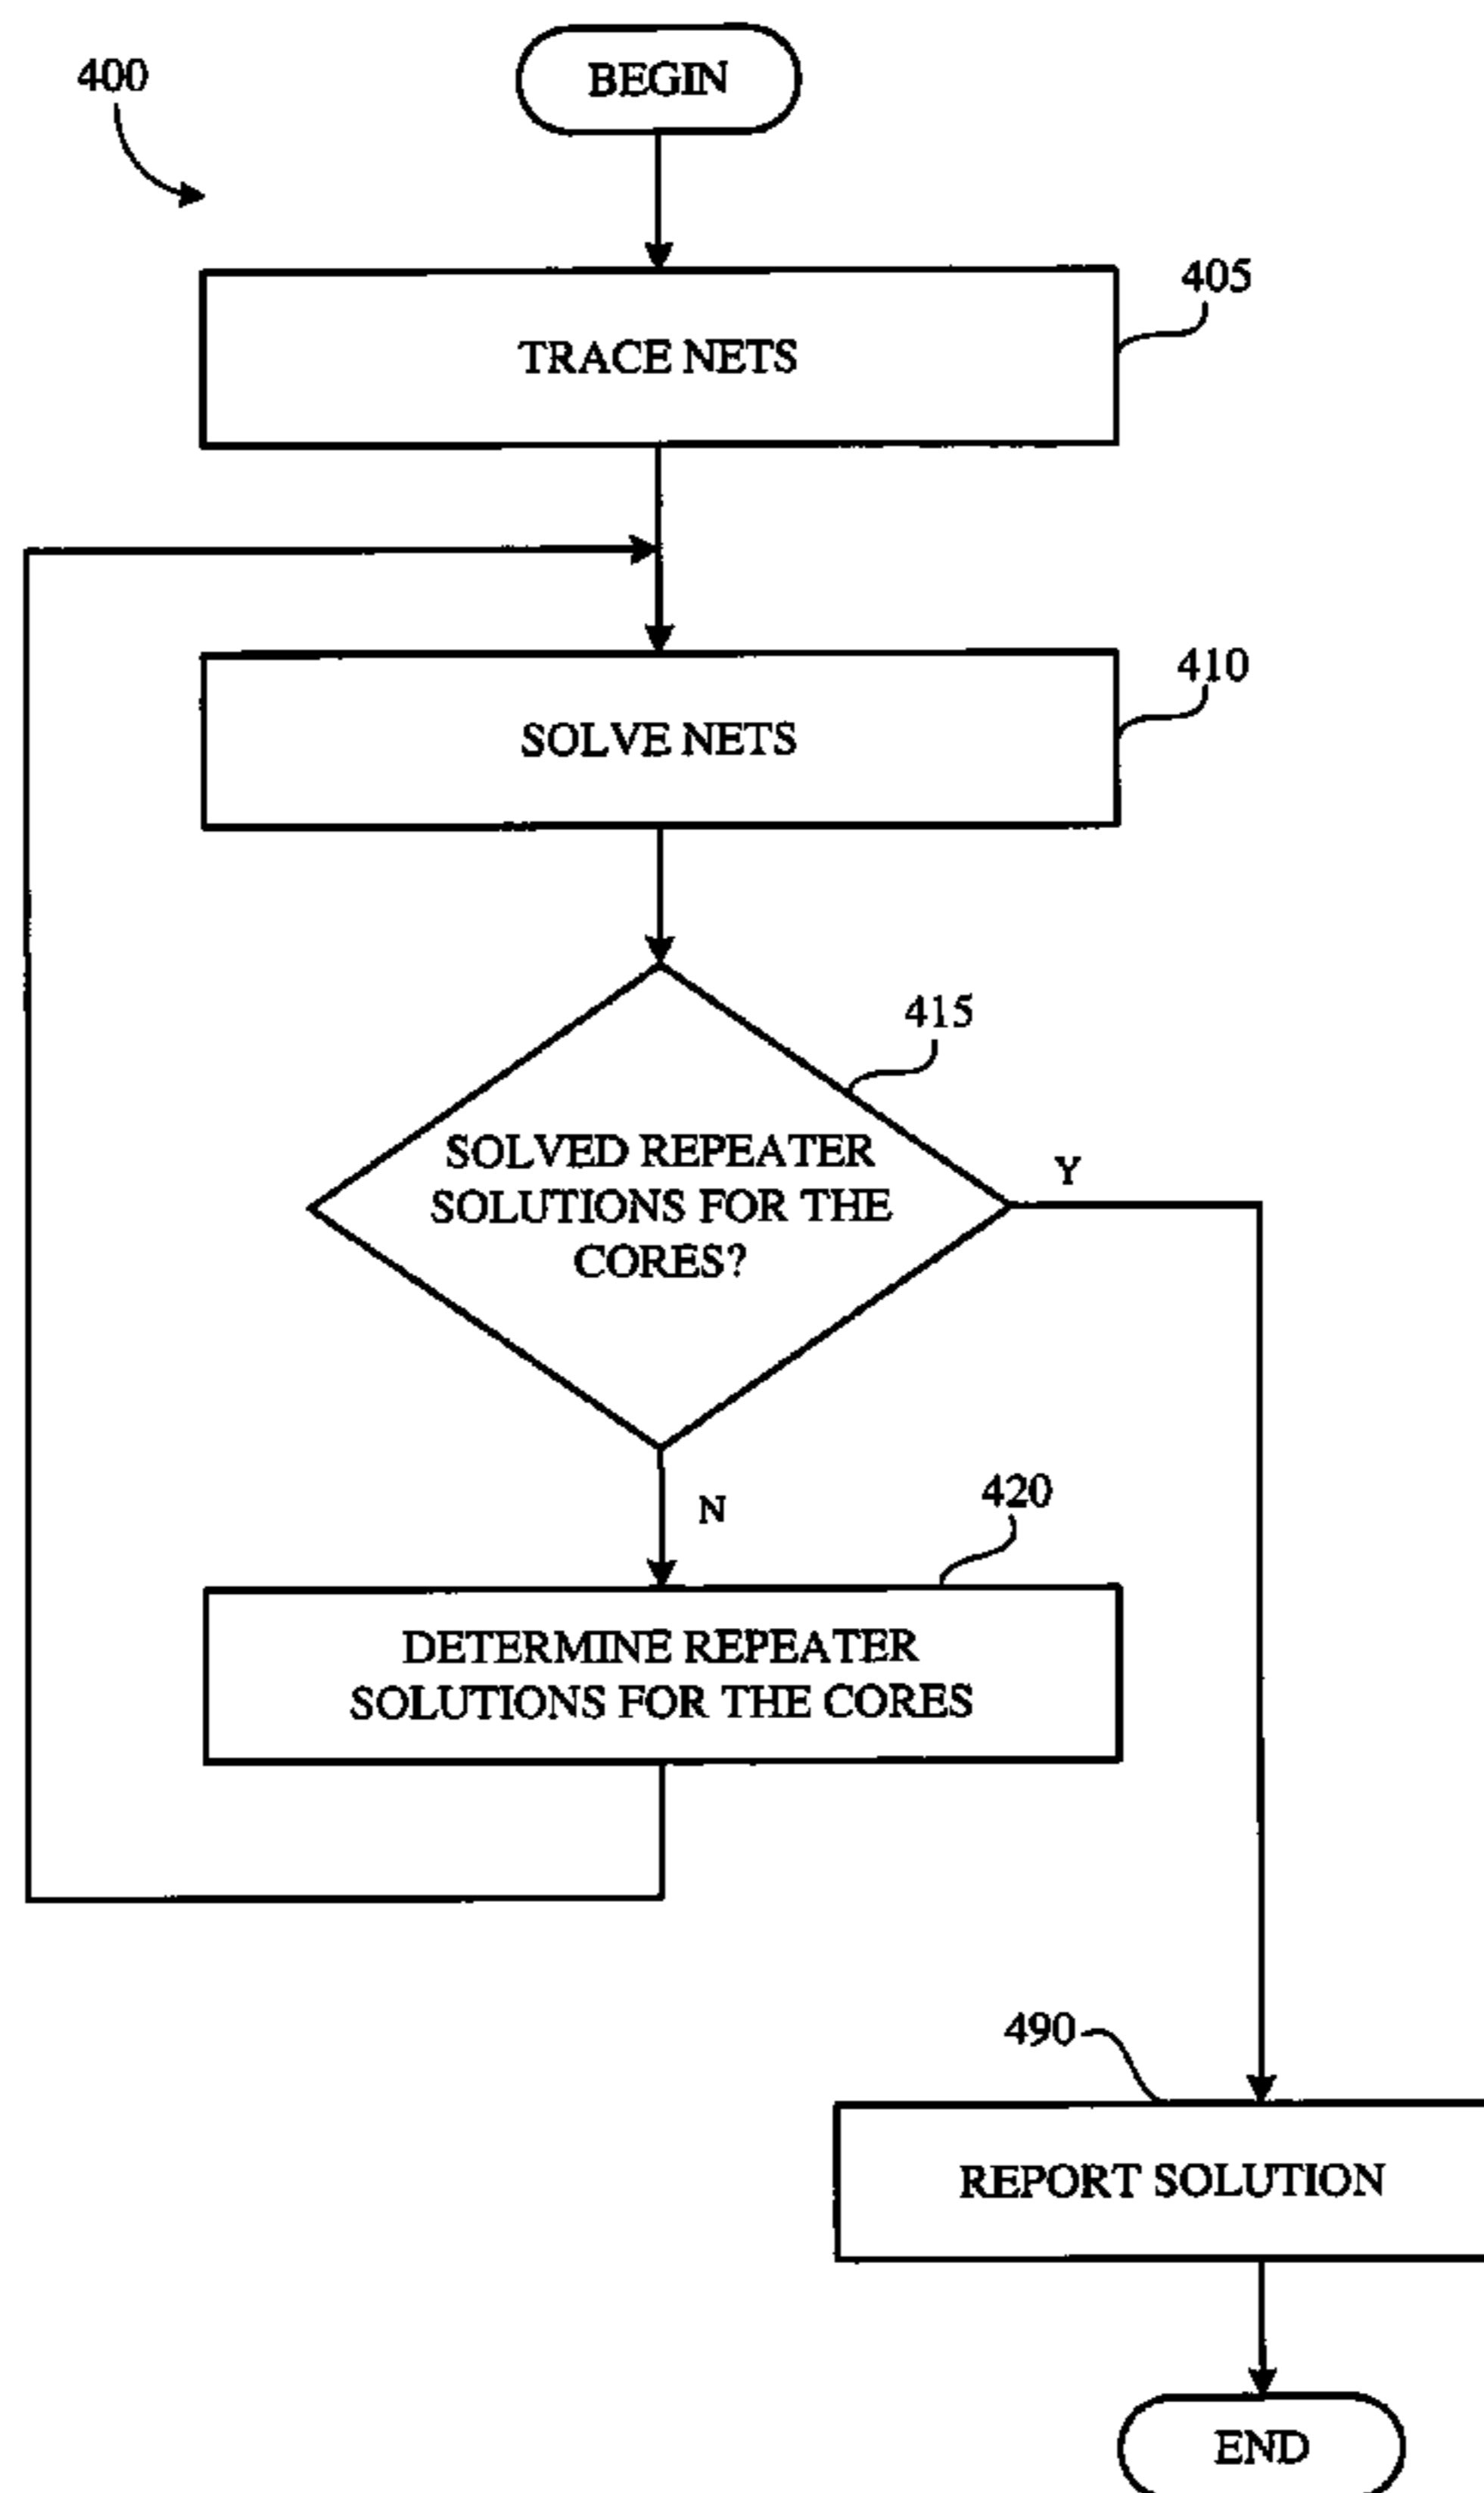 400
BEGIN
405
TRACE NETS
410
SOLVE NETS
415
SOLVED REPEATER
SOLUTIONS FOR THE
CORES?
Y
N
420
DETERMINE REPEATER
SOLUTIONS FOR THE CORES
490
REPORT SOLUTION
END